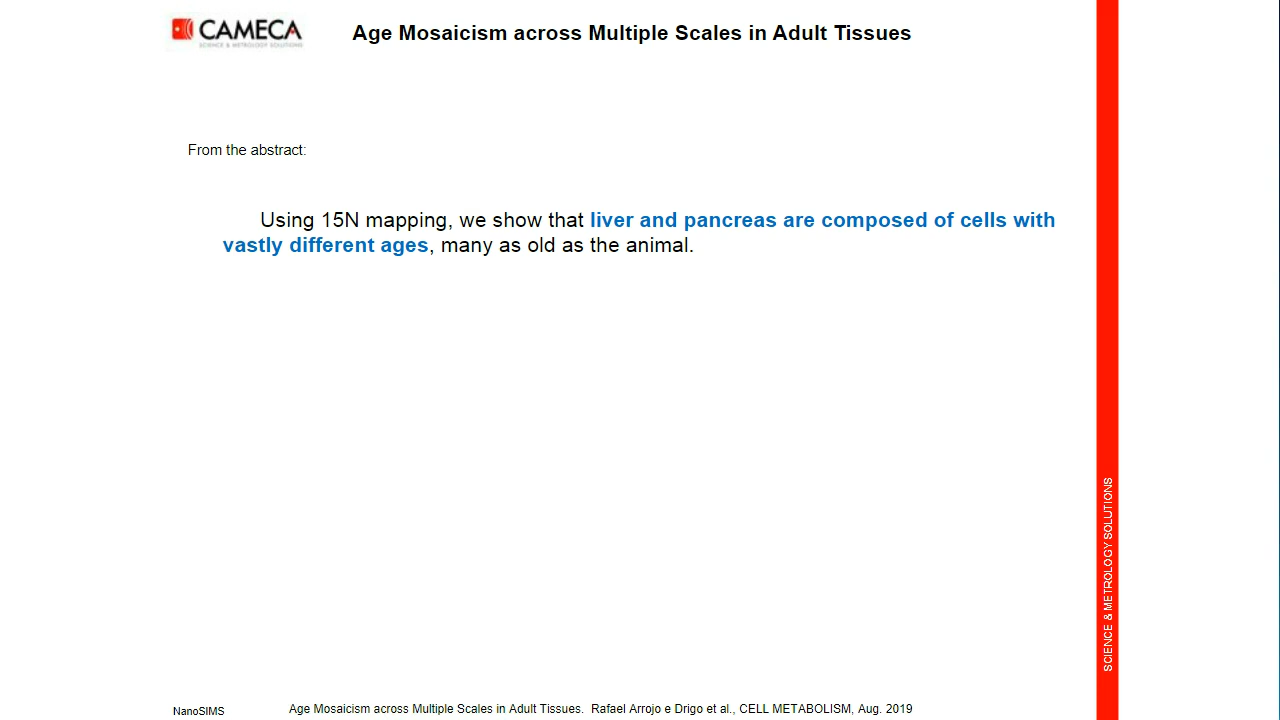 CAMECA
SCIENCE & METROLOGY SOLUTIONS
Age Mosaicism across Multiple Scales in Adult Tissues
From the abstract:
Using 15N mapping, we show that liver and pancreas are composed of cells with
vastly different ages, many as old as the animal.
SCIENCE & METROLOGY SOLUTIONS
NanoSIMS
Age Mosaicism across Multiple Scales in Adult Tissues. Rafael Arrojo e Drigo et al., CELL METABOLISM, Aug. 2019